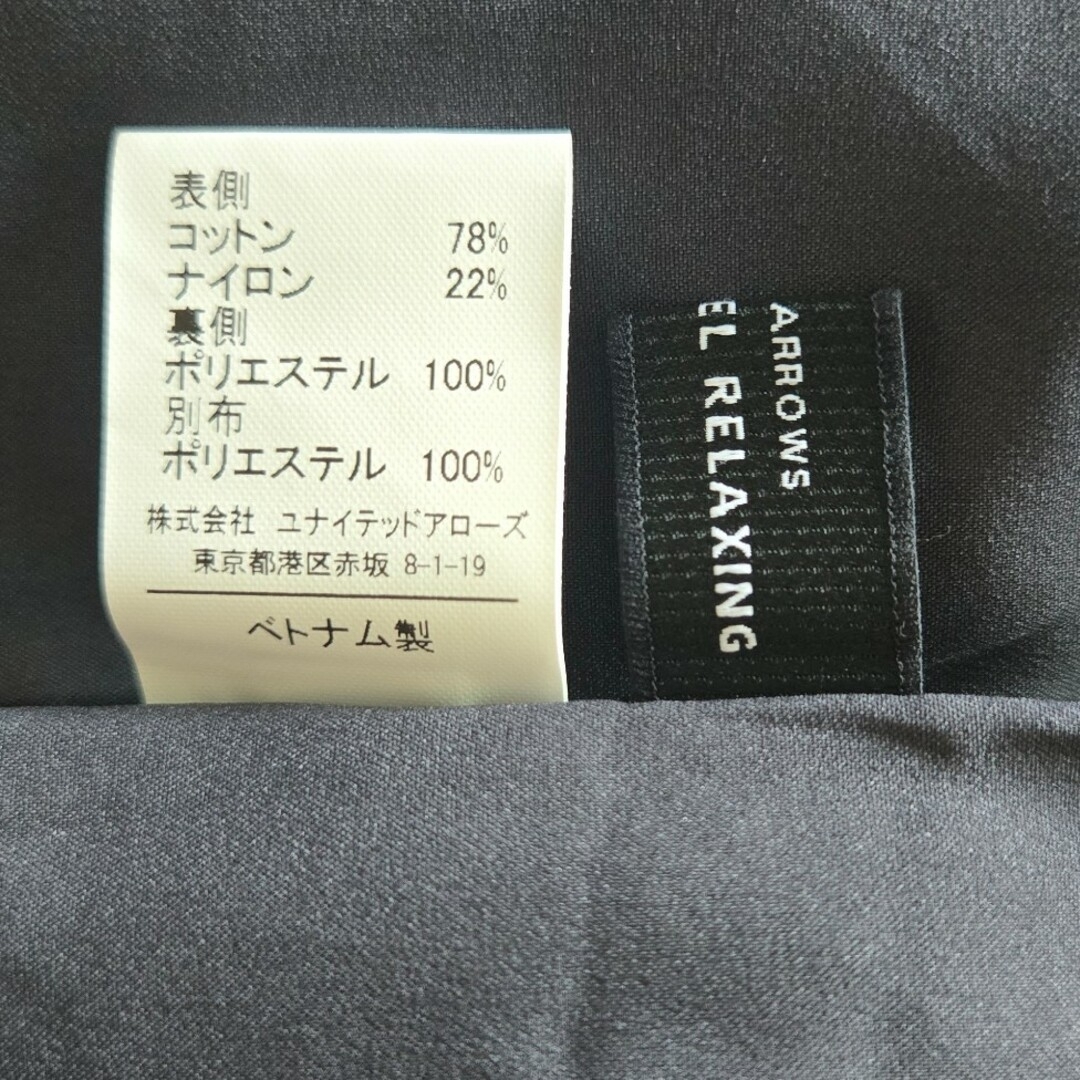 表側
コットン 78%
ナイロン 22%
裏側
ポリエステル 100%
別布
ポリエステル 100%
株式会社 ユナイテッドアローズ
東京都港区赤坂 8-1-19
ベトナム製
ARROWS
EL RELAXING